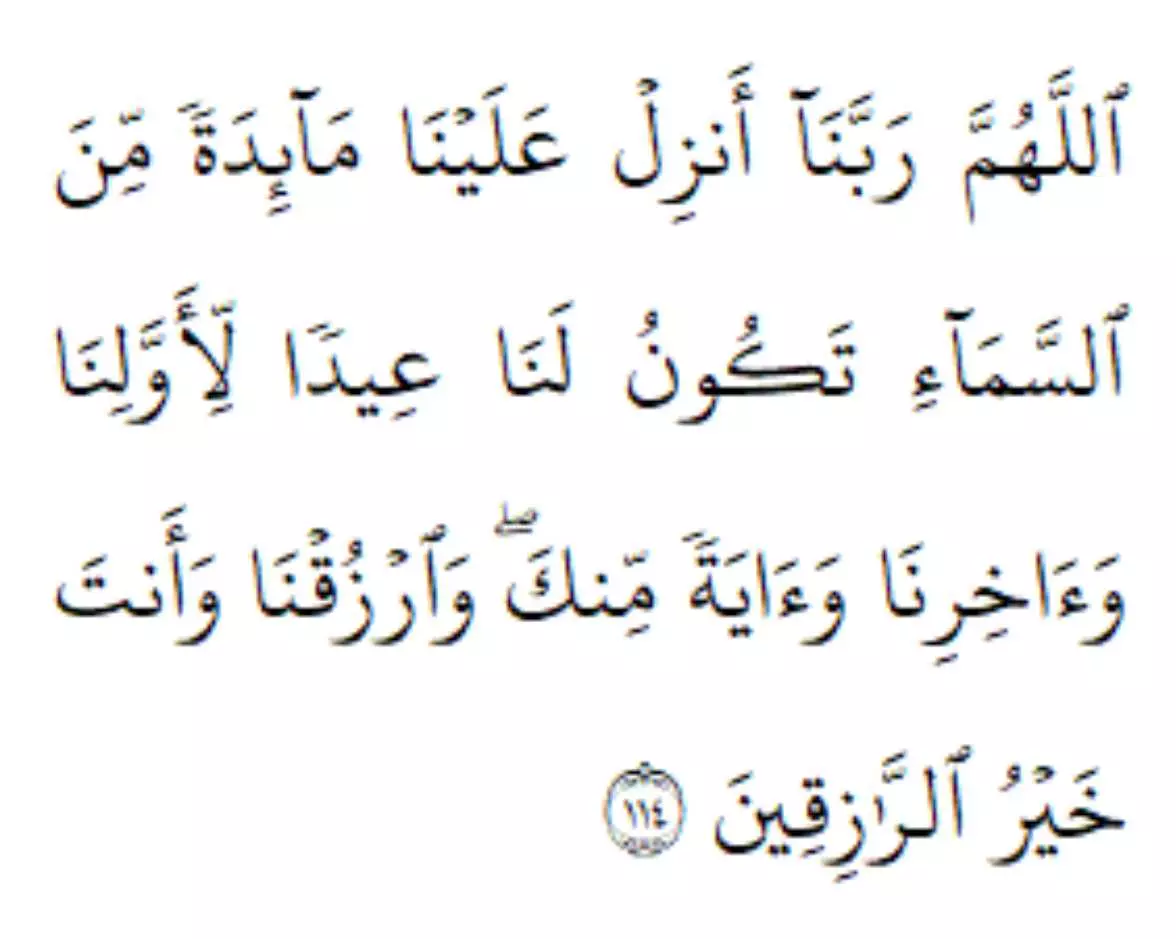 ٱللَّهُمَّ رَبَّنَآ أَنزِلۡ عَلَيۡنَا مَآئِدَةٗ مِّنَ
ٱلسَّمَآءِ تَكُونُ لَنَا عِيدٗا لِّأَوَّلِنَا
وَءَاخِرِنَا وَءَايَةٗ مِّنكَۖ وَٱرۡزُقۡنَا وَأَنتَ
خَيۡرُ ٱلرَّٰزِقِينَ ١١٤